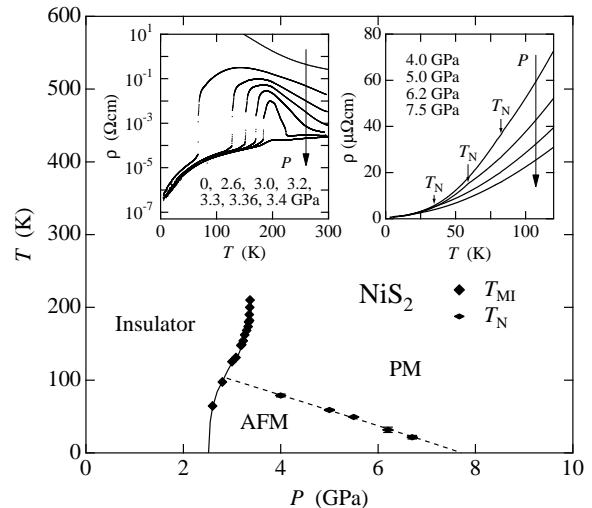 600
500
400
300
200
100
0
T (K)
0
2
4
6
8
10
P (GPa)
10^1
10^-1
10^-4
10^-5
10^-7
ρ (Ωcm)
0
100
200
300
T (K)
P
0, 2.6, 3.0, 3.2,
3.3, 3.36, 3.4 GPa
80
60
40
20
0
ρ (μΩcm)
0
25
50
75
100
T (K)
4.0 GPa
5.0 GPa
6.2 GPa
7.5 GPa
P
T_N
T_N
T_N
NiS_2
T_MI
T_N
Insulator
PM
AFM